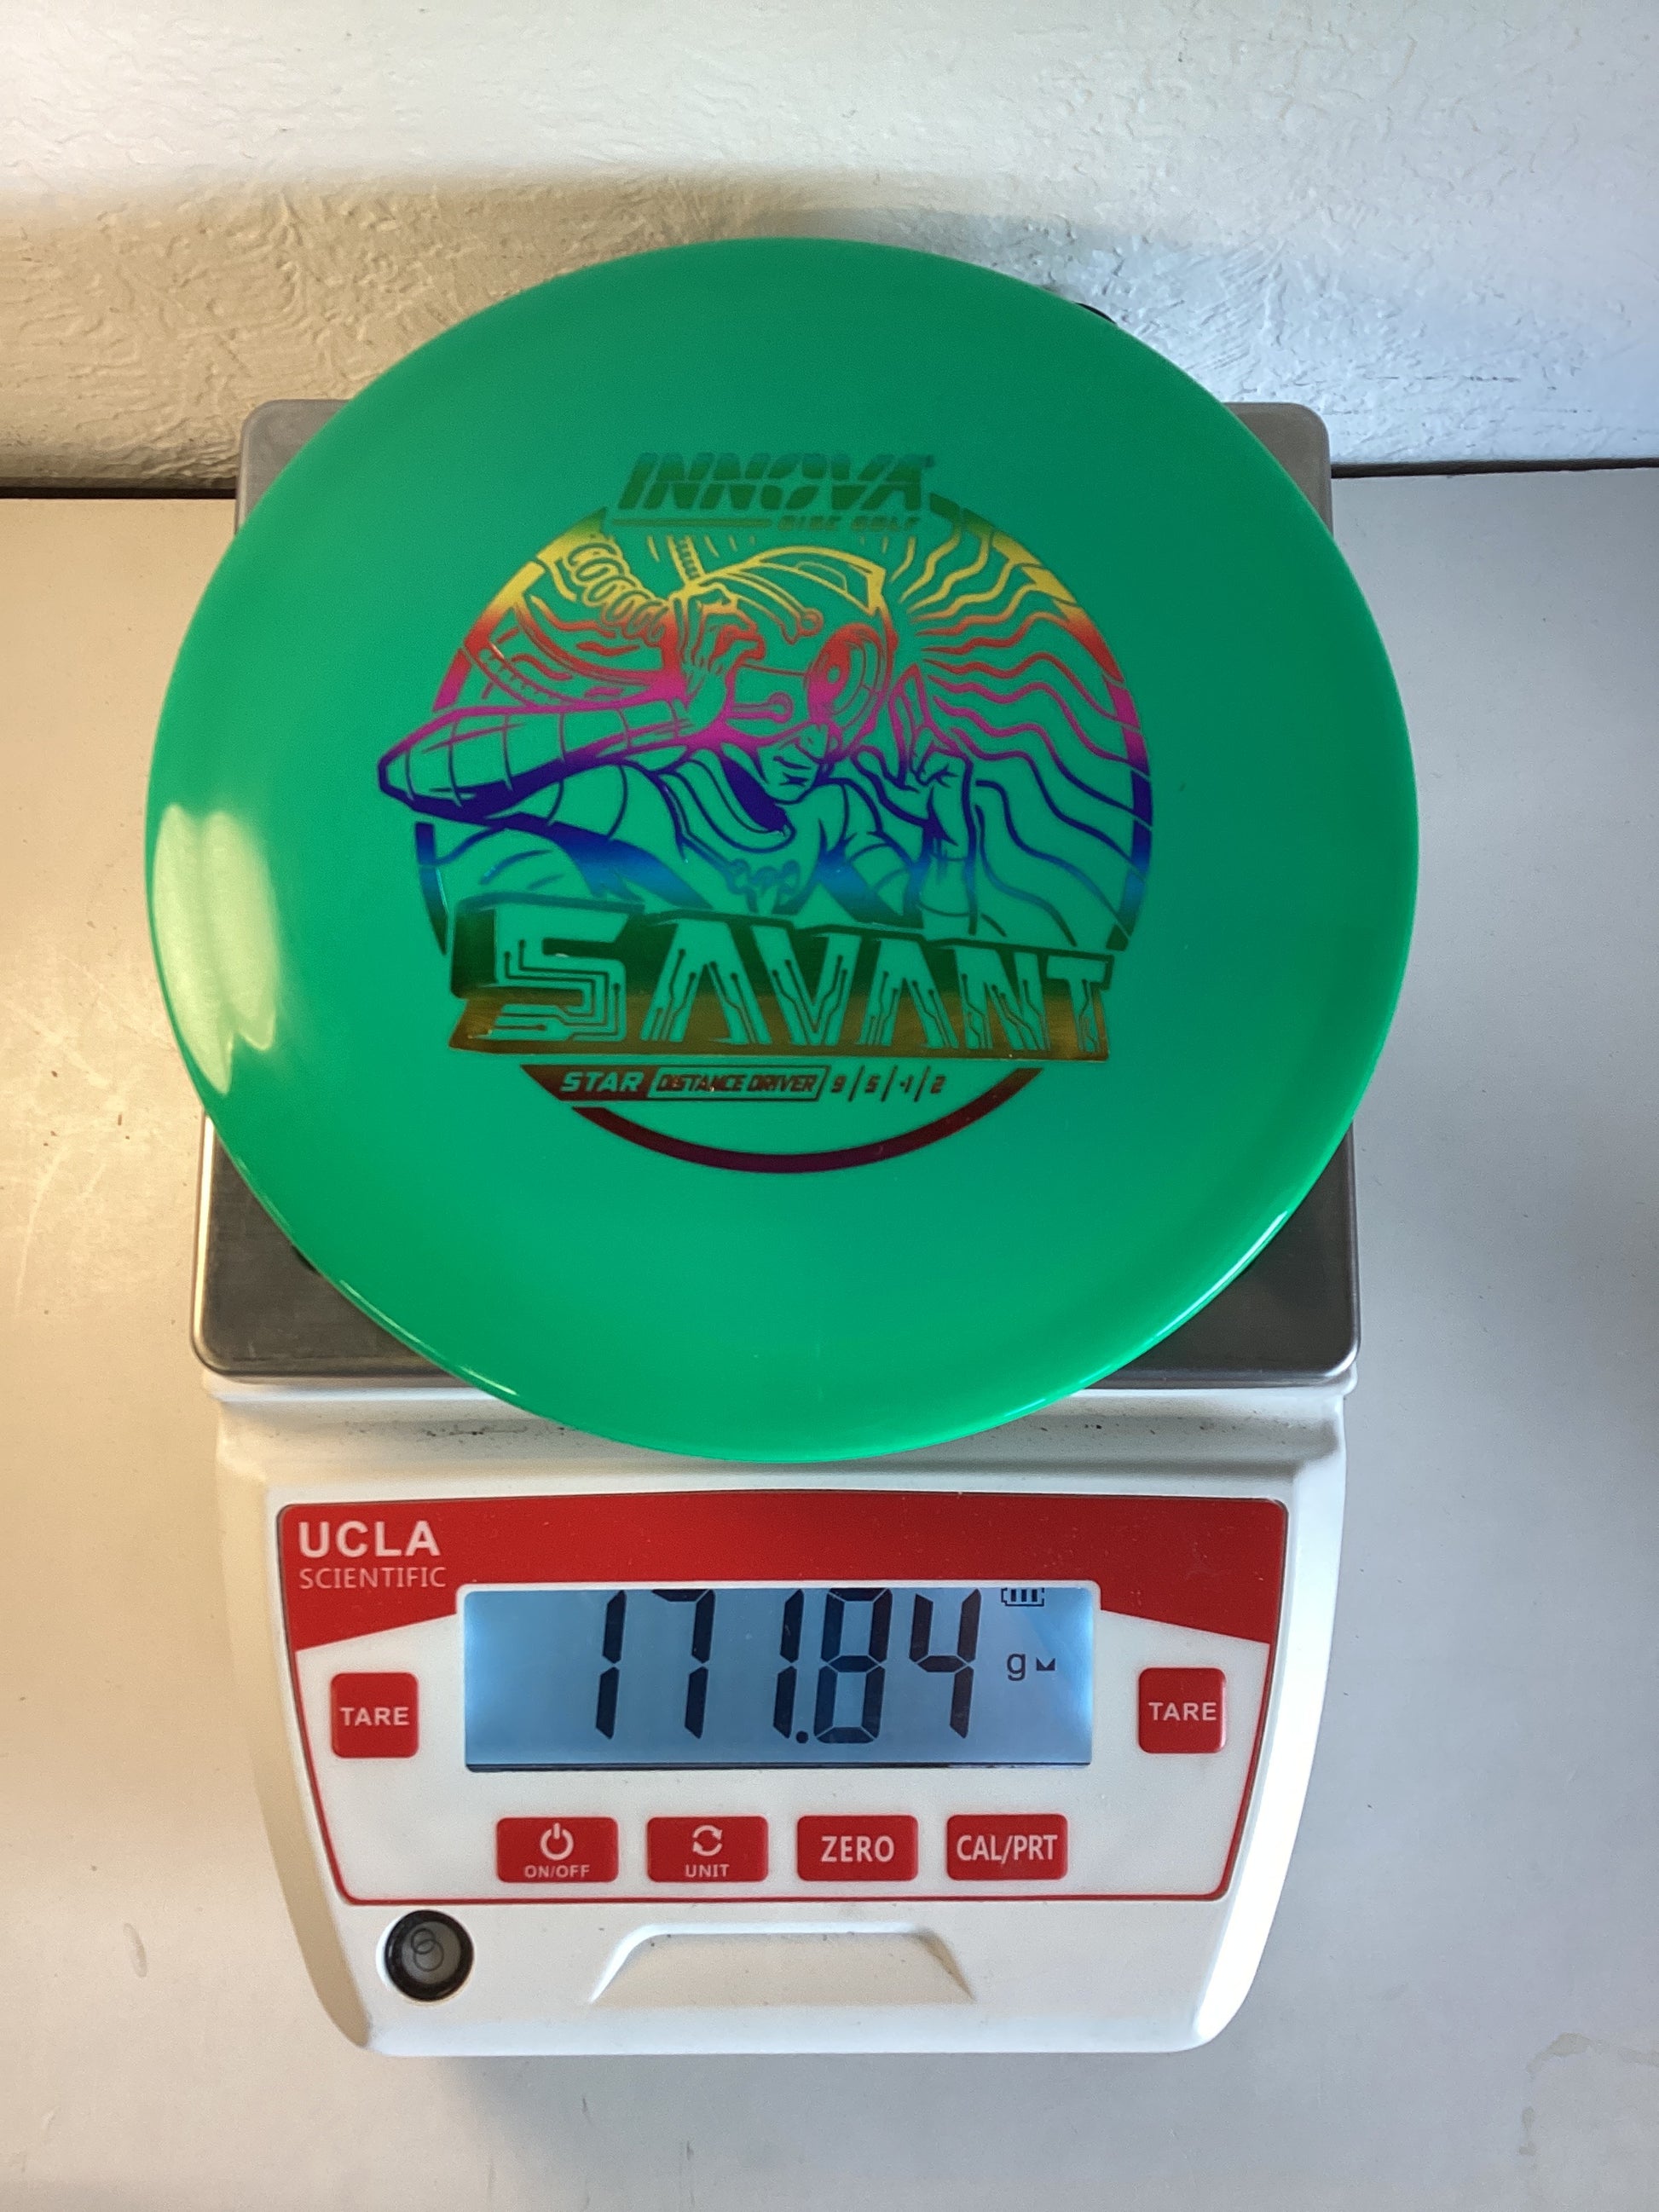 INNOVA
DISC GOLF
SAVANT
STAR DISTANCE DRIVER 9 | 5 | -1 | 2
UCLA
SCIENTIFIC
171.84 g
TARE
TARE
ON/OFF
UNIT
ZERO
CAL/PRT